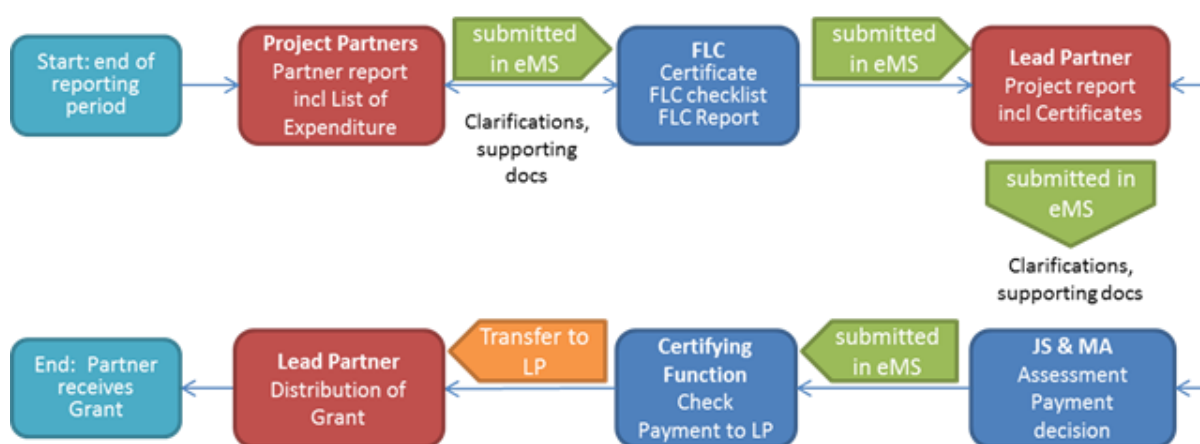 Start: end of
reporting
period
Project Partners
Partner report
incl List of
Expenditure
submitted
in eMS
Clarifications,
supporting
docs
FLC
Certificate
FLC checklist
FLC Report
submitted
in eMS
Lead Partner
Project report
incl Certificates
submitted in
eMS
Clarifications,
supporting docs
JS & MA
Assessment
Payment
decision
submitted
in eMS
Certifying
Function
Check
Payment to LP
Transfer to
LP
Lead Partner
Distribution of
Grant
End: Partner
receives
Grant